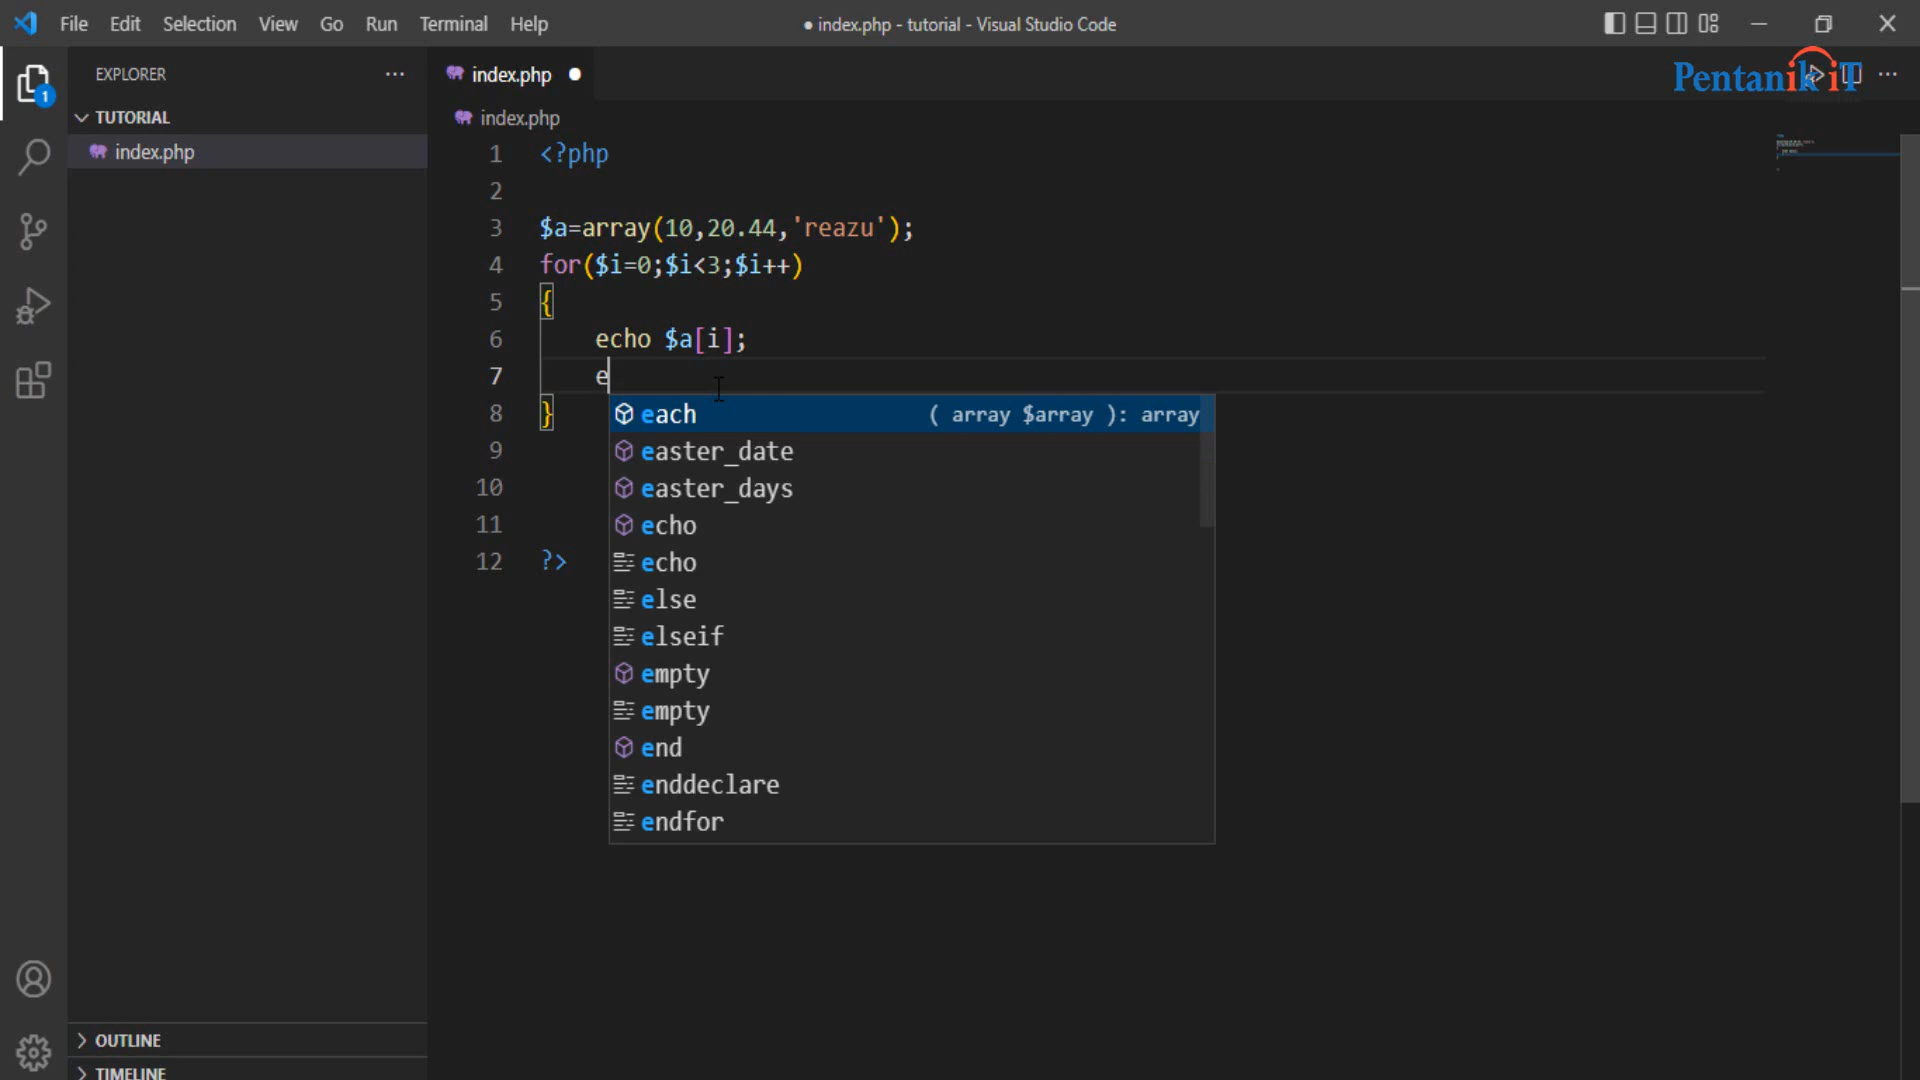 File Edit Selection View Go Run Terminal Help
● index.php - tutorial - Visual Studio Code
EXPLORER
index.php
Pentanik iT
TUTORIAL
index.php
index.php
1
1 <?php
2
3 $a=array(10,20.44,'reazu');
4 for($i=0;$i<3;$i++)
5 {
6 echo $a[i];
7 e
8 }
9
10
11
12 ?>
each ( array $array ): array
easter_date
easter_days
echo
echo
else
elseif
empty
empty
end
enddeclare
endfor
OUTLINE
TIMELINE